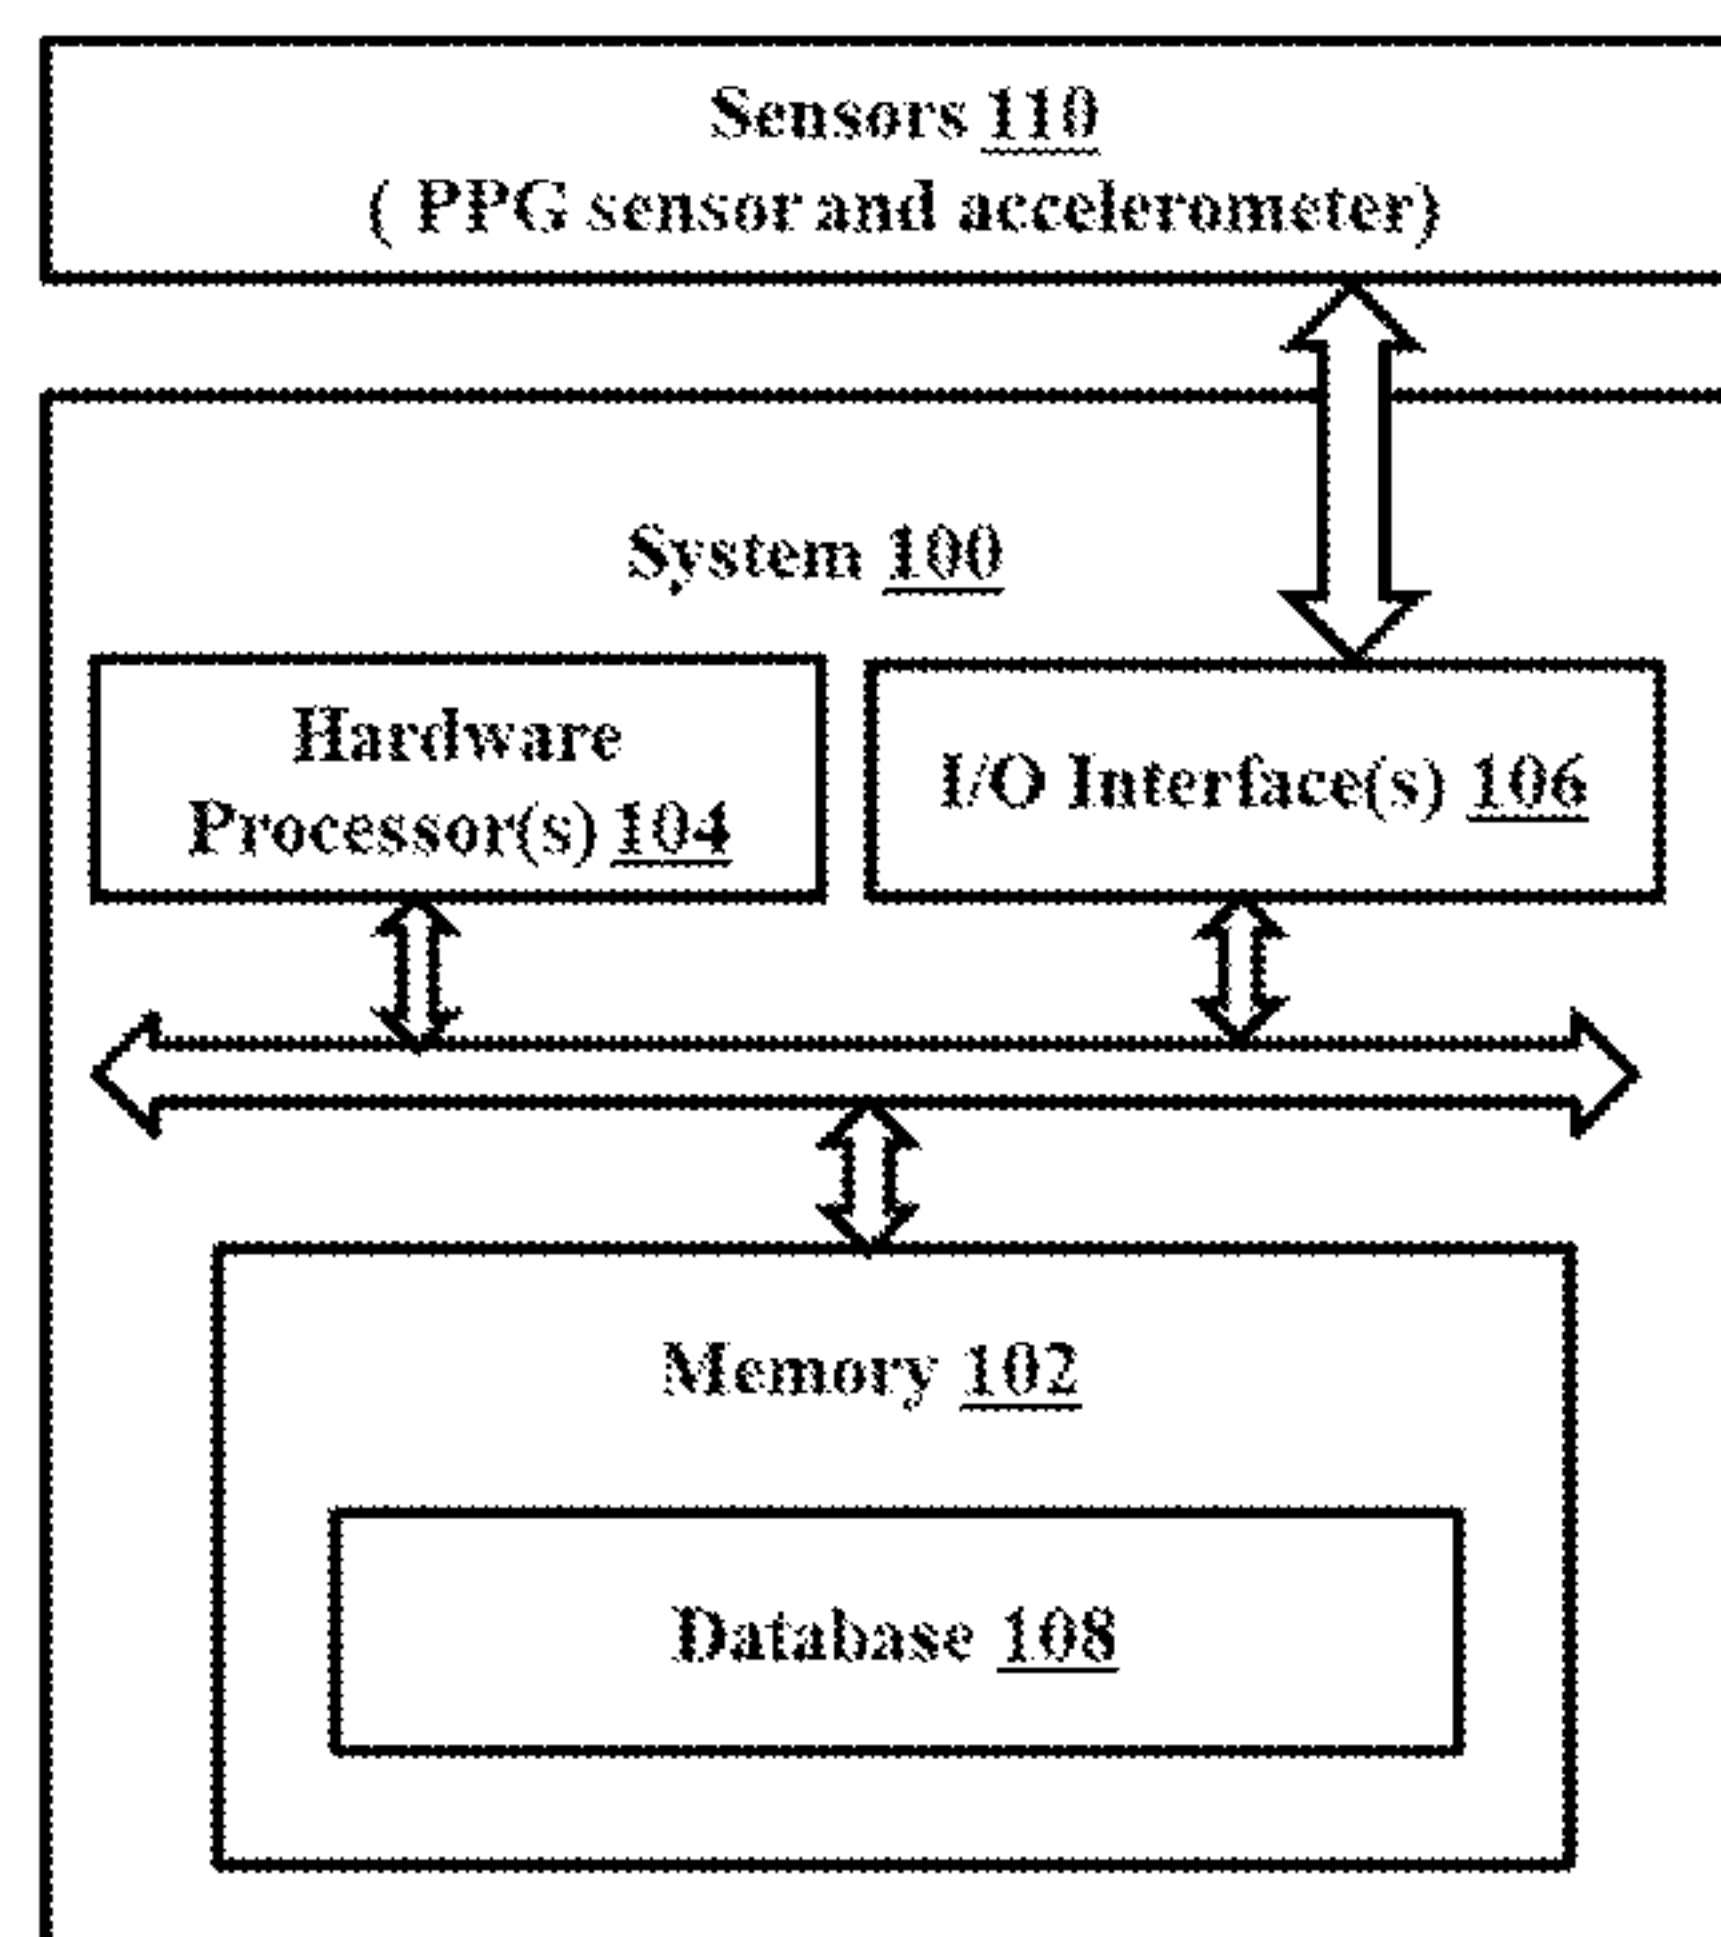 Sensors 110
( PPG sensor and accelerometer)
System 100
Hardware
Processor(s) 104
I/O Interface(s) 106
Memory 102
Database 108